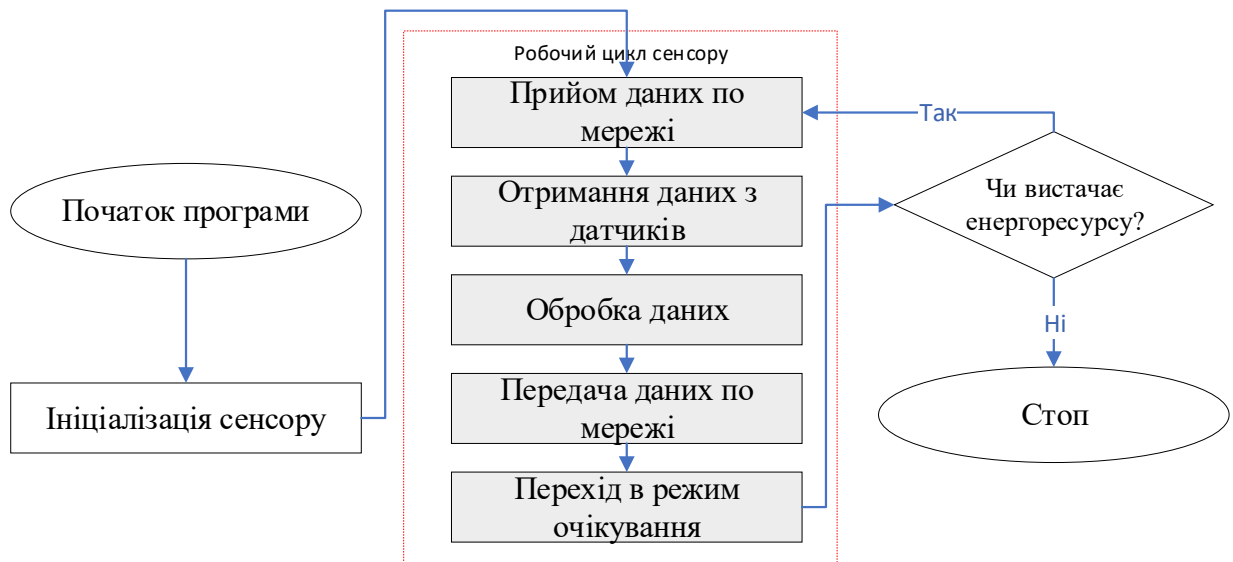 Початок програми
Ініціалізація сенсору
Робочий цикл сенсору
Прийом даних по
мережі
Отримання даних з
датчиків
Обробка даних
Передача даних по
мережі
Перехід в режим
очікування
Так
Чи вистачає
енергоресурсу?
Ні
Стоп